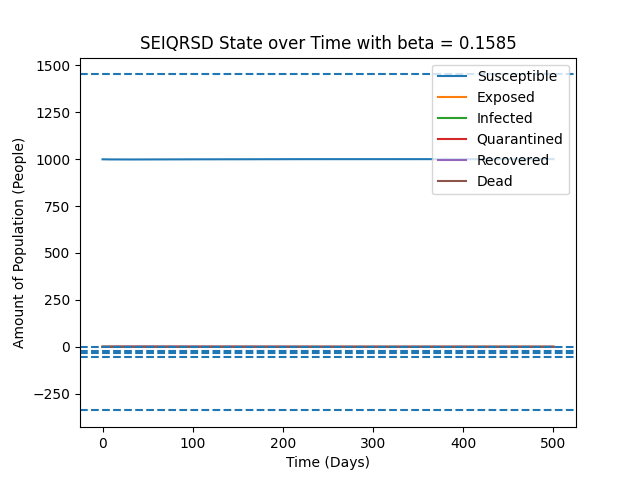 SEIQRSD State over Time with beta = 0.1585
Amount of Population (People)
1500
1250
1000
750
500
250
0
−250
Susceptible
Exposed
Infected
Quarantined
Recovered
Dead
0
100
200
300
400
500
Time (Days)